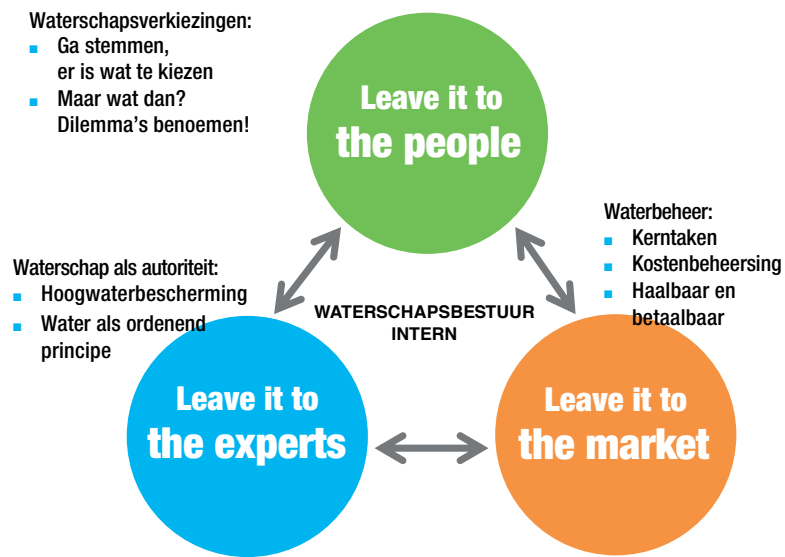 Waterschapsverkiezingen:
▪ Ga stemmen,
er is wat te kiezen
▪ Maar wat dan?
Dilemma's benoemen!
Leave it to
the people
Waterbeheer:
▪ Kerntaken
▪ Kostenbeheersing
▪ Haalbaar en
betaalbaar
Waterschap als autoriteit:
▪ Hoogwaterbescherming
▪ Water als ordenend
principe
WATERSCHAPSBESTUUR
INTERN
Leave it to
the experts
Leave it to
the market